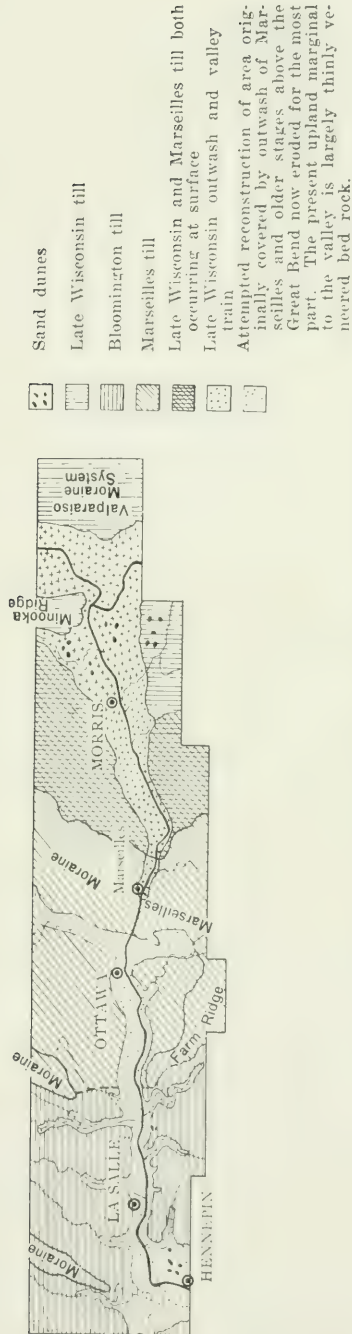 Valparaiso
Moraine
System
Minooka
Ridge
MORRIS
Moraine
Marseilles
Marseilles
OTTAWA
Farm Ridge
Moraine
LA SALLE
Moraine
HENNEPIN
Sand dunes
Late Wisconsin till
Bloomington till
Marseilles till
Late Wisconsin and Marseilles till both
occurring at surface
Late Wisconsin outwash and valley
train
Attempted reconstruction of area orig-
inally covered by outwash of Mar-
seilles and older stages above the
Great Bend now eroded for the most
part. The present upland marginal
to the valley is largely thinly ve-
neered bed rock.